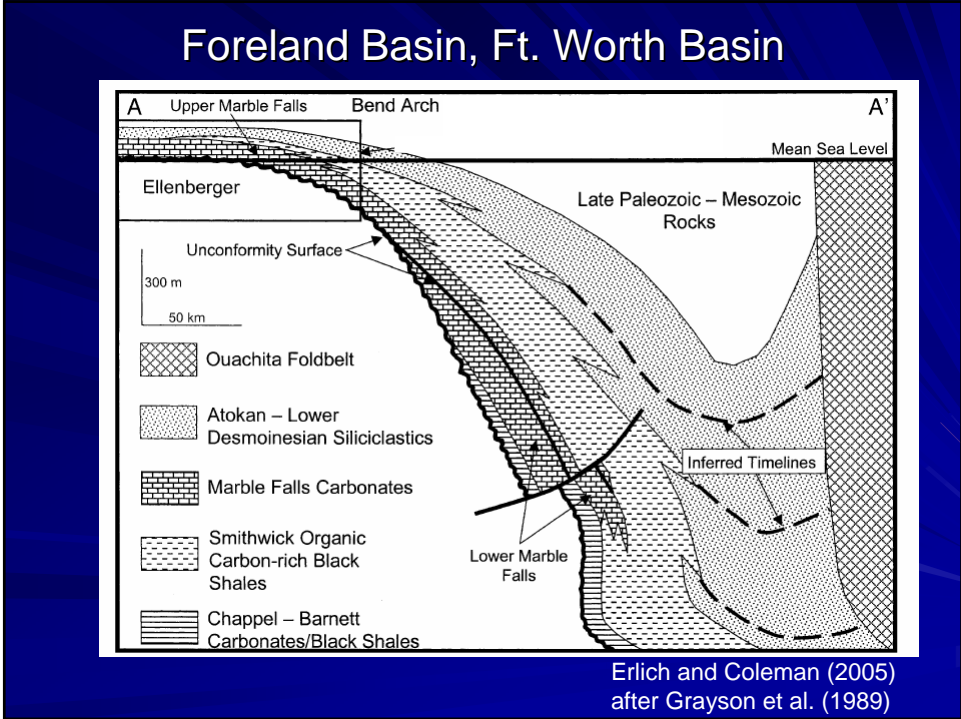 Foreland Basin, Ft. Worth Basin
A
Upper Marble Falls
Bend Arch
A’
Mean Sea Level
Ellenberger
Late Paleozoic – Mesozoic
Rocks
Unconformity Surface
300 m
50 km
Ouachita Foldbelt
Atokan – Lower
Desmoinesian Siliciclastics
Inferred Timelines
Marble Falls Carbonates
Smithwick Organic
Carbon-rich Black
Shales
Lower Marble
Falls
Chappel – Barnett
Carbonates/Black Shales
Erlich and Coleman (2005)
after Grayson et al. (1989)